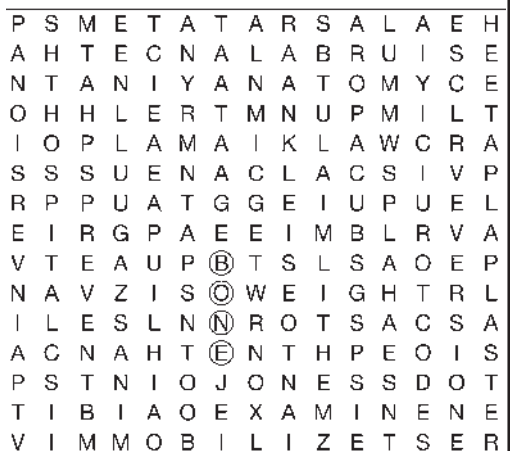 P S M E T A T A R S A L A E H
A H T E C N A L A B R U I S E
N T A N I Y A N A T O M Y C E
O H H L E R T M N U P M I L T
I O P L A M A I K L A W C R A
S S S U E N A C L A C S I V P
R P P U A T G G E I U P U E L
E I R G P A E E I M B L R V A
V T E A U P B T S L S A O E P
N A V Z I S O W E I G H T R L
I L E S L N N R O T S A C S A
A C N A H T E N T H P E O I S
P S T N I O J O N E S S D O T
T I B I A O E X A M I N E N E
V I M M O B I L I Z E T S E R